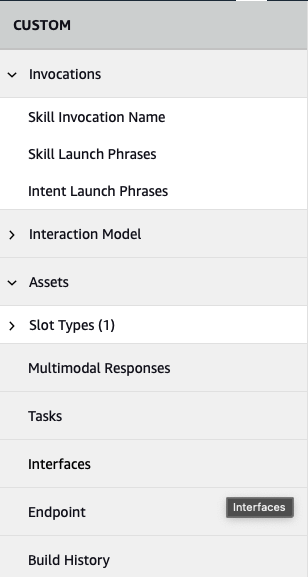 CUSTOM
Invocations
Skill Invocation Name
Skill Launch Phrases
Intent Launch Phrases
Interaction Model
Assets
Slot Types (1)
Multimodal Responses
Tasks
Interfaces
Endpoint
Interfaces
Build History